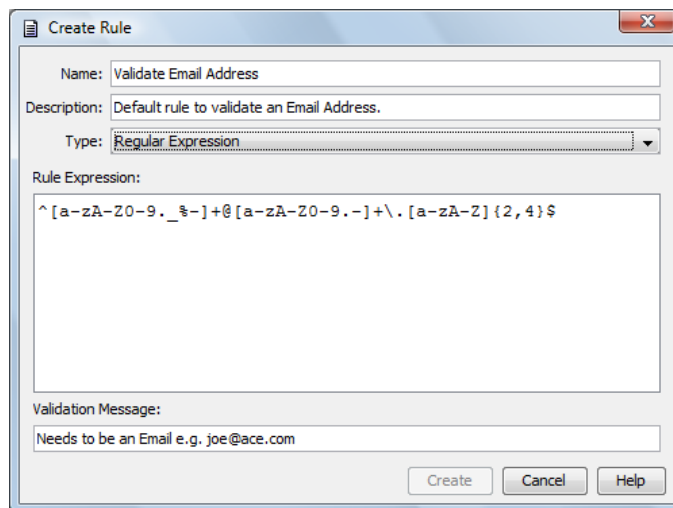 Create Rule
Name: Validate Email Address
Description: Default rule to validate an Email Address.
Type: Regular Expression
Rule Expression:
^[a-zA-Z0-9._%-]+@[a-zA-Z0-9.-]+\.[a-zA-Z]{2,4}$
Validation Message:
Needs to be an Email e.g. joe@ace.com
Create Cancel Help